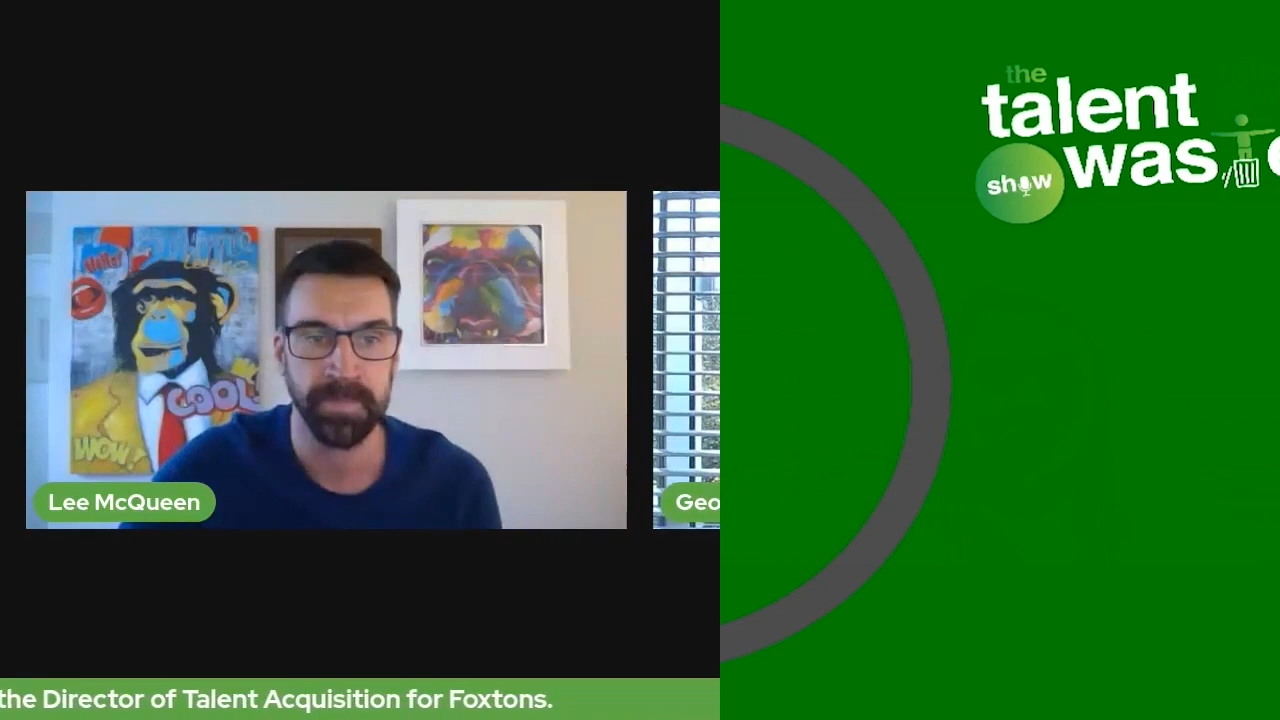 the
talent
show
was
COOL
WOW!
Lee McQueen
Geo
the Director of Talent Acquisition for Foxtons.